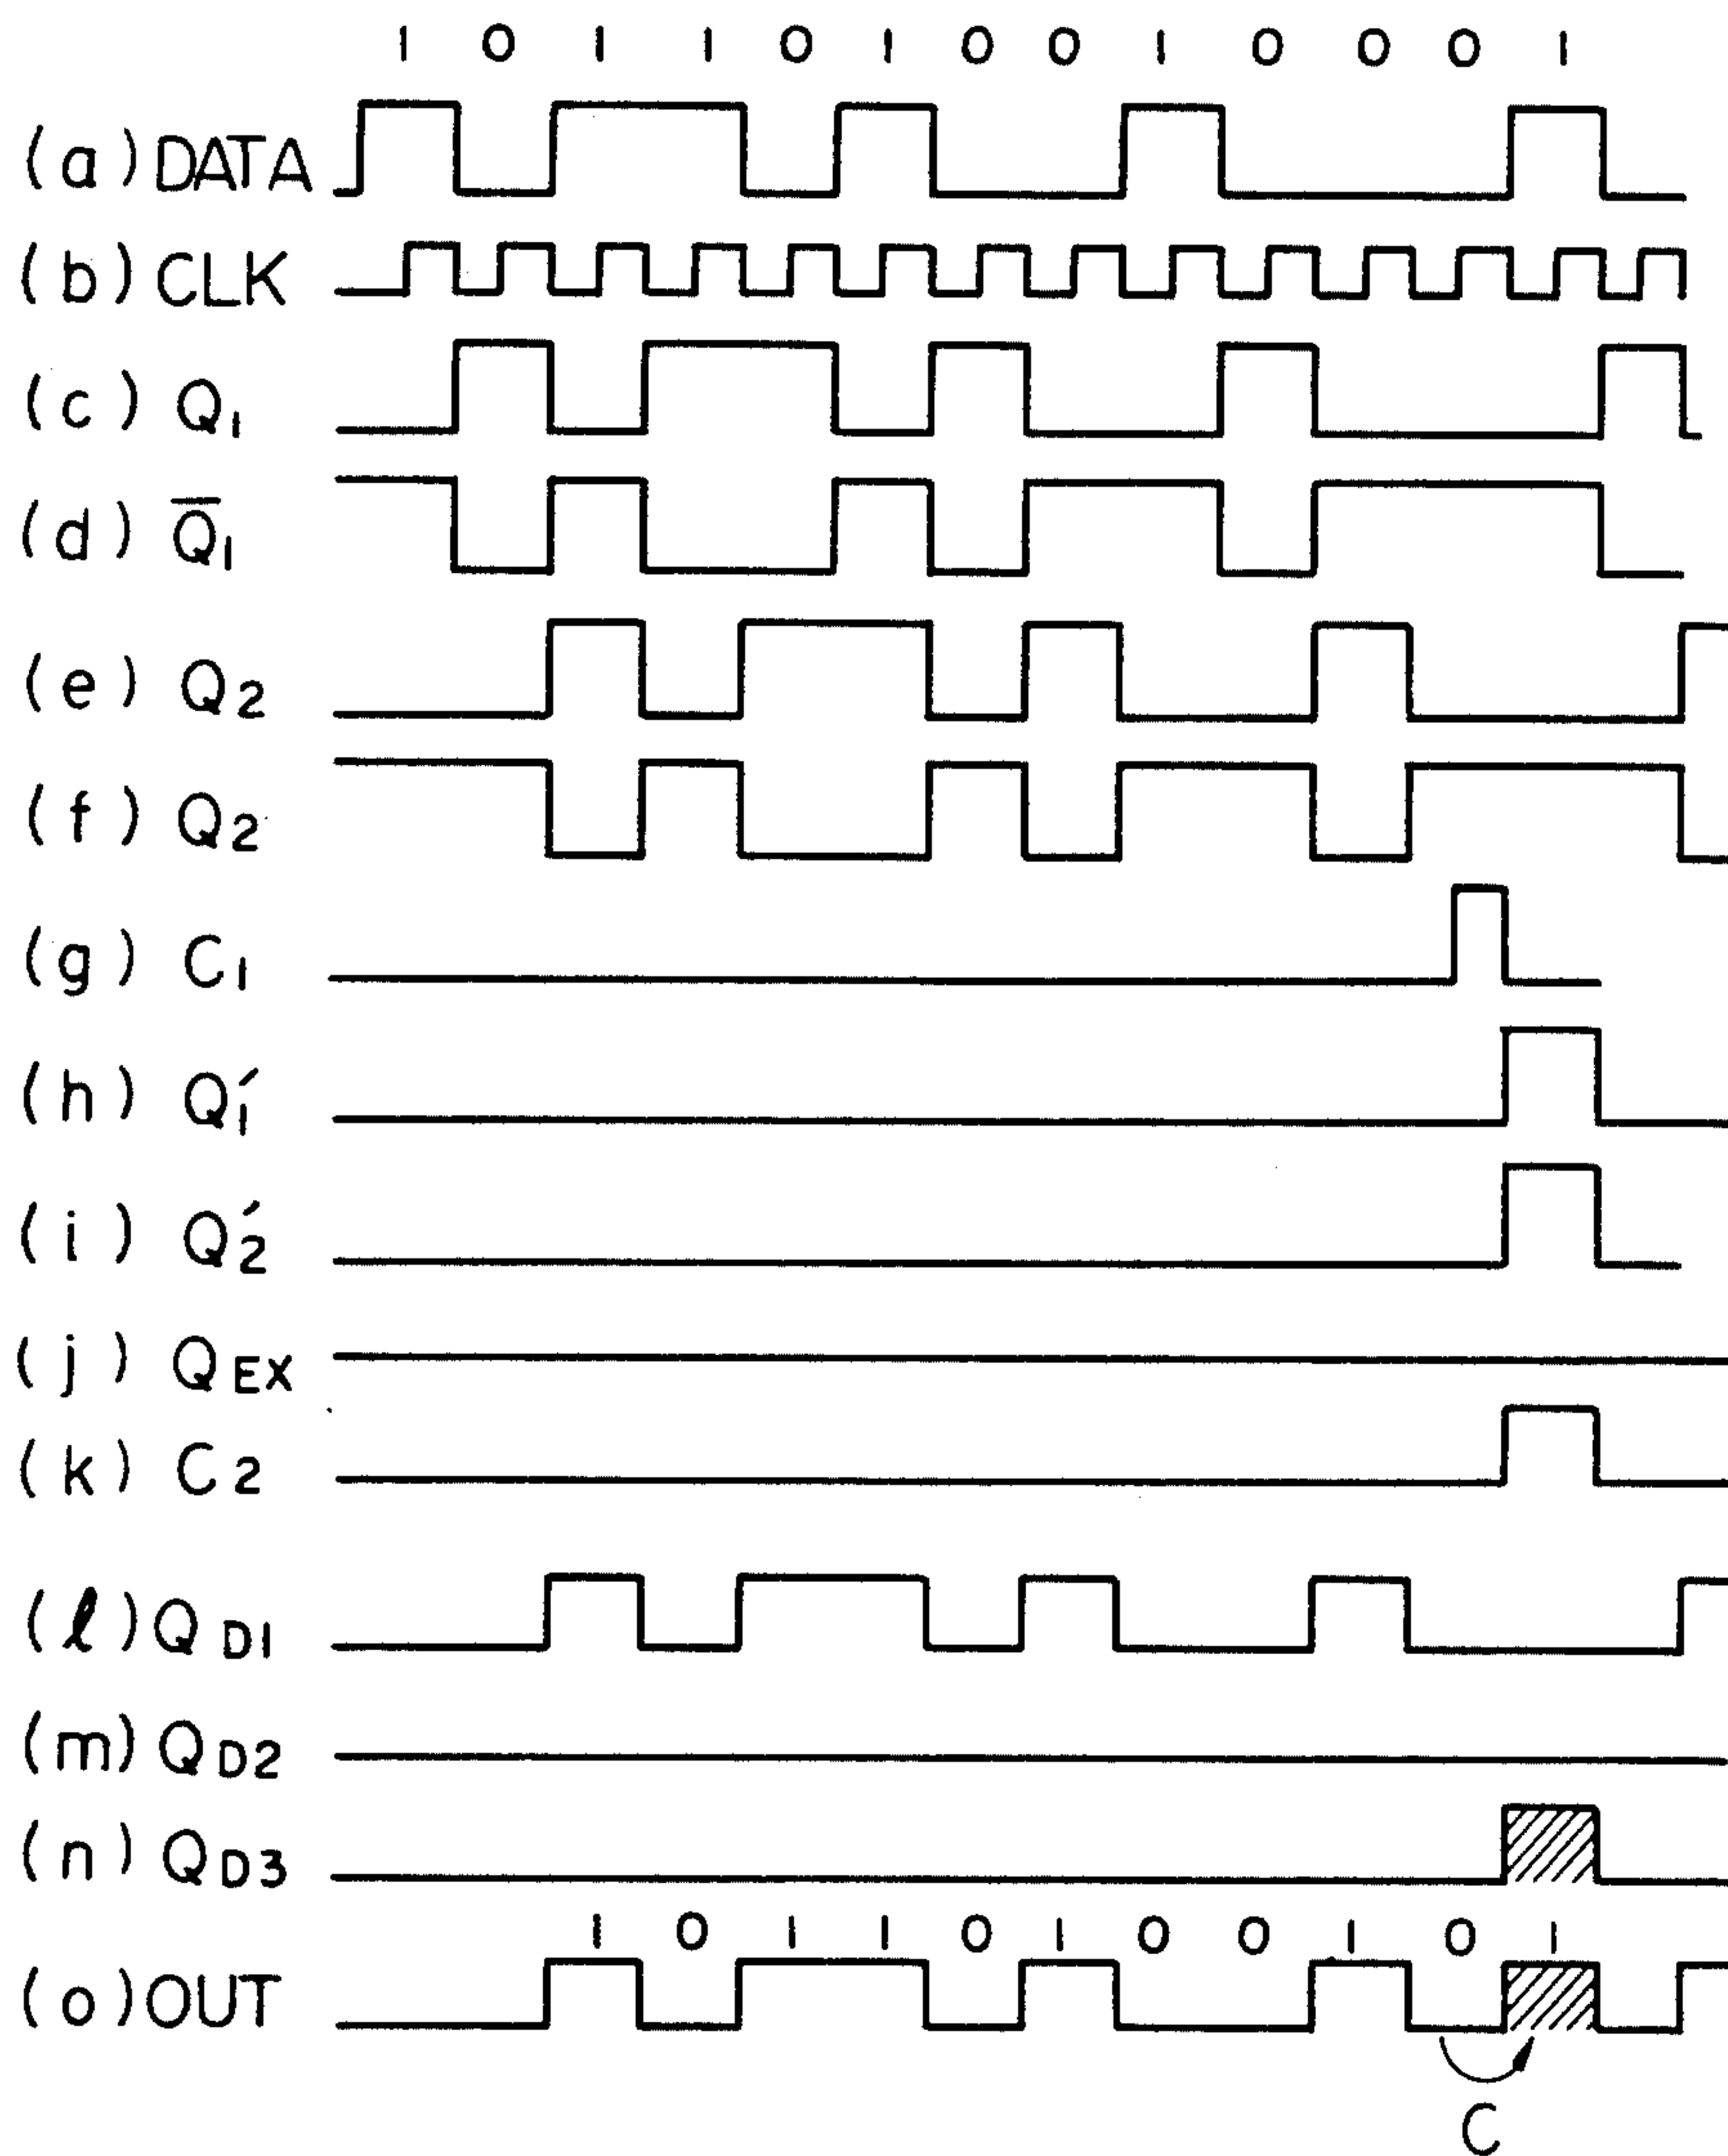 1 0 1 1 0 1 0 0 1 0 0 0 1
(a) DATA
(b) CLK
(c) Q1
(d) Q̅1
(e) Q2
(f) Q2
(g) C1
(h) Q1′
(i) Q2′
(j) QEX
(k) C2
(ℓ) QD1
(m) QD2
(n) QD3
1 0 1 1 0 1 0 0 1 0 1
(o) OUT
C